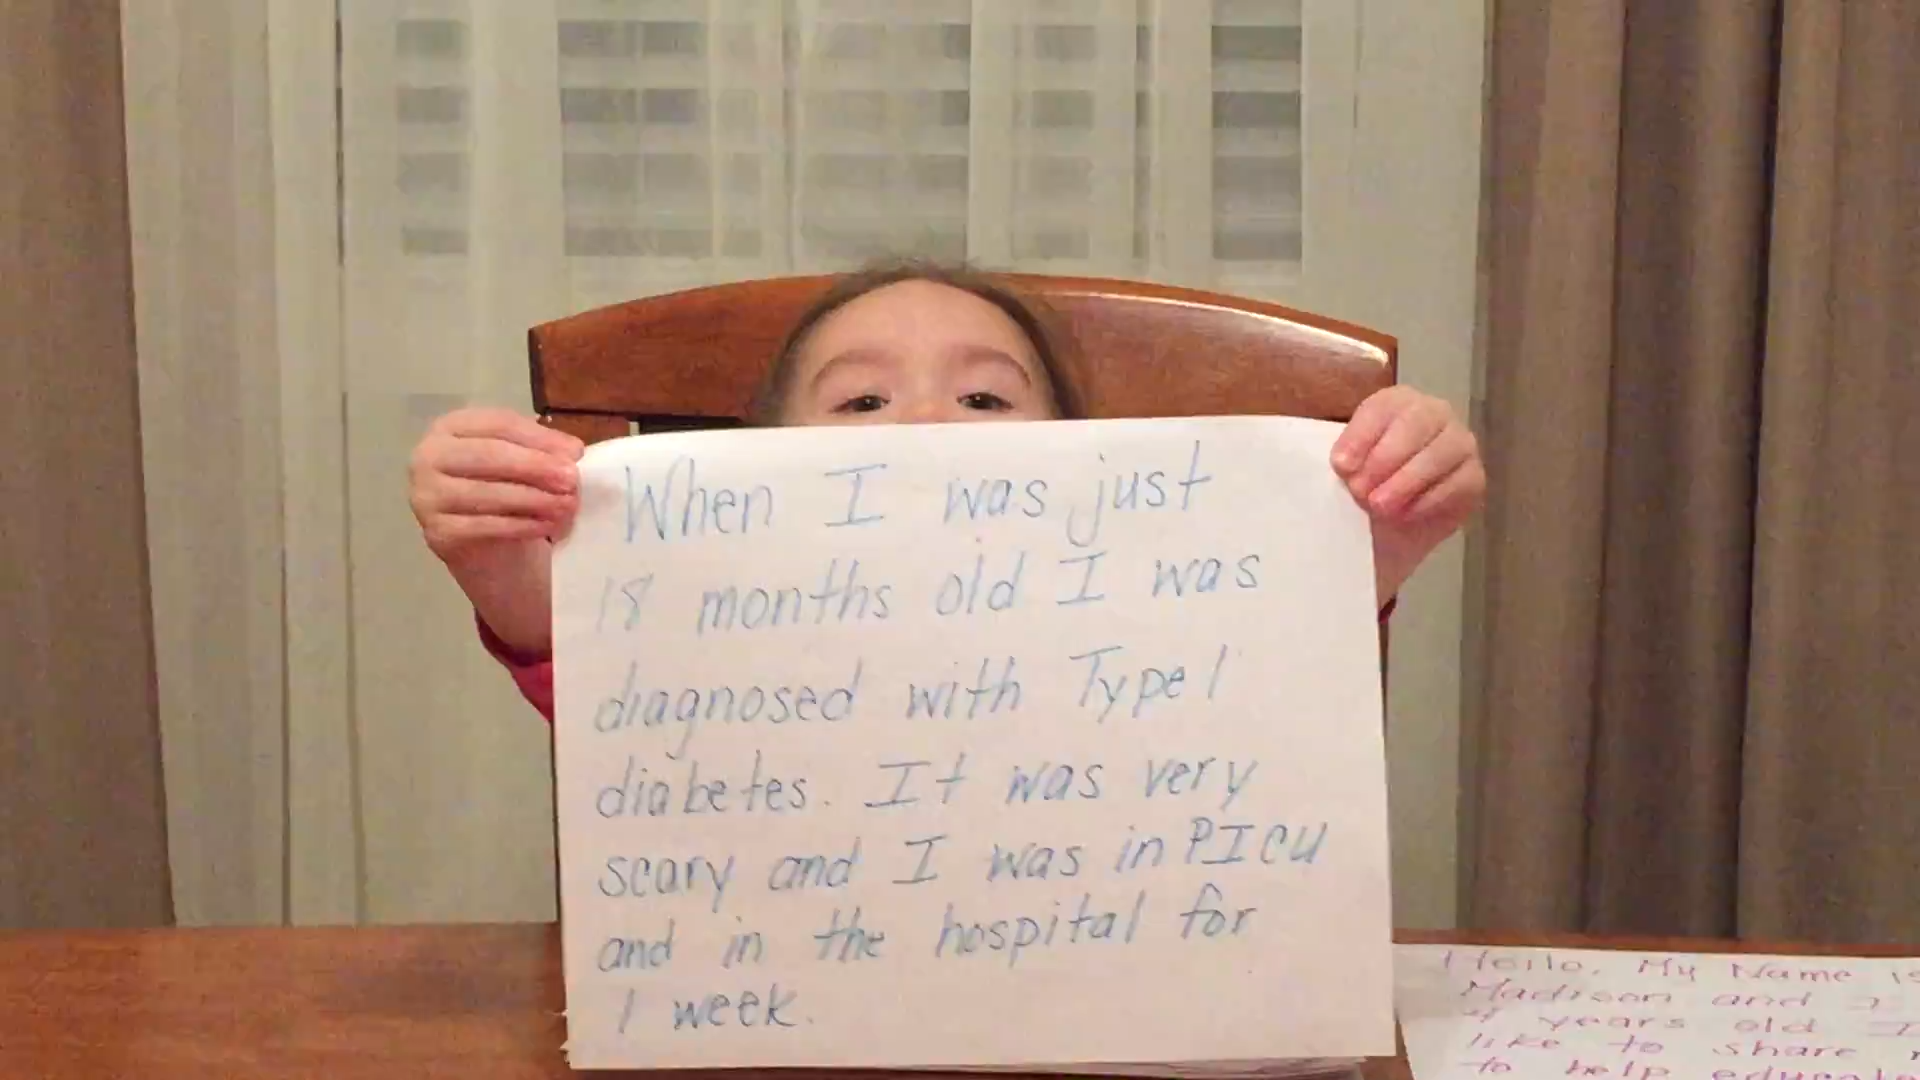 When I was just
18 months old I was
diagnosed with Type 1
diabetes. It was very
scary and I was in PICU
and in the hospital for
1 week.
Hello, My Name is
Madison and I
years old I
like to share
to help educate